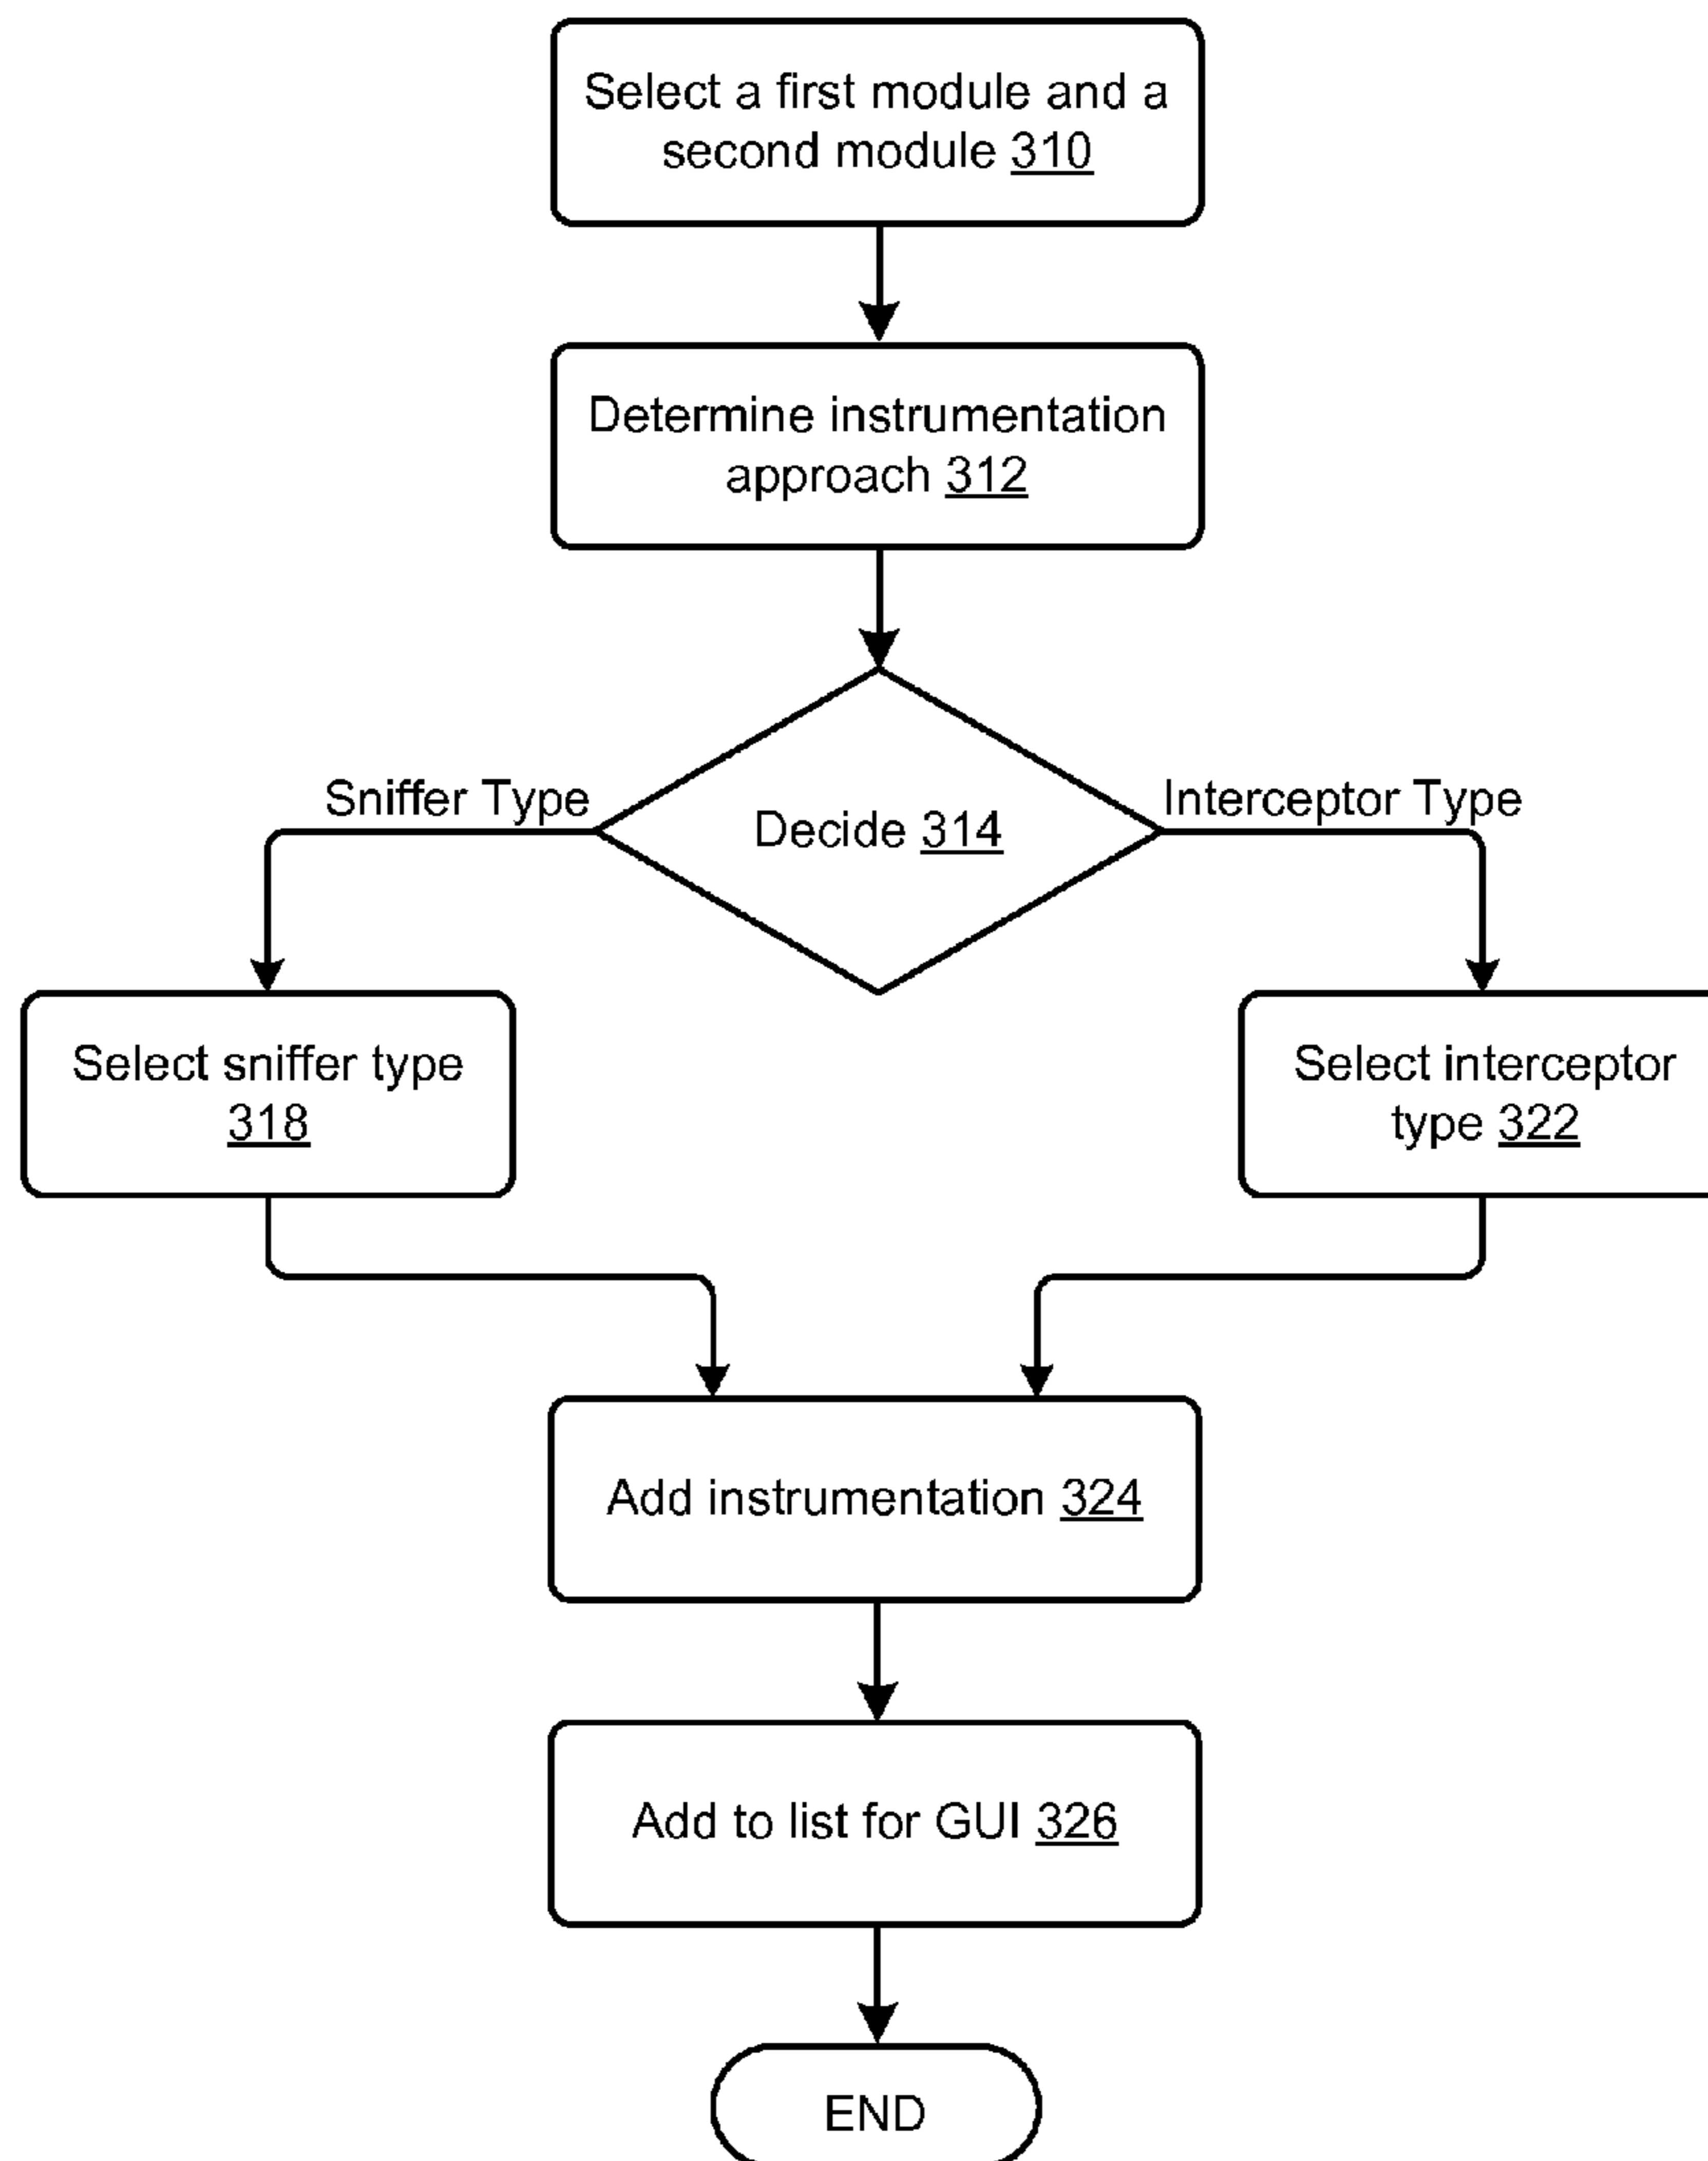 Select a first module and a
second module 310
Determine instrumentation
approach 312
Sniffer Type
Decide 314
Interceptor Type
Select sniffer type
318
Select interceptor
type 322
Add instrumentation 324
Add to list for GUI 326
END